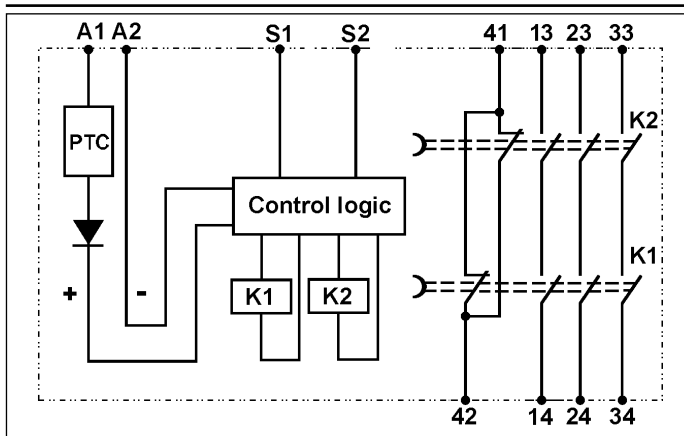 A1 A2 S1 S2 41 13 23 33
K2
PTC
Control logic
K1
+ -
K1 K2
42 14 24 34